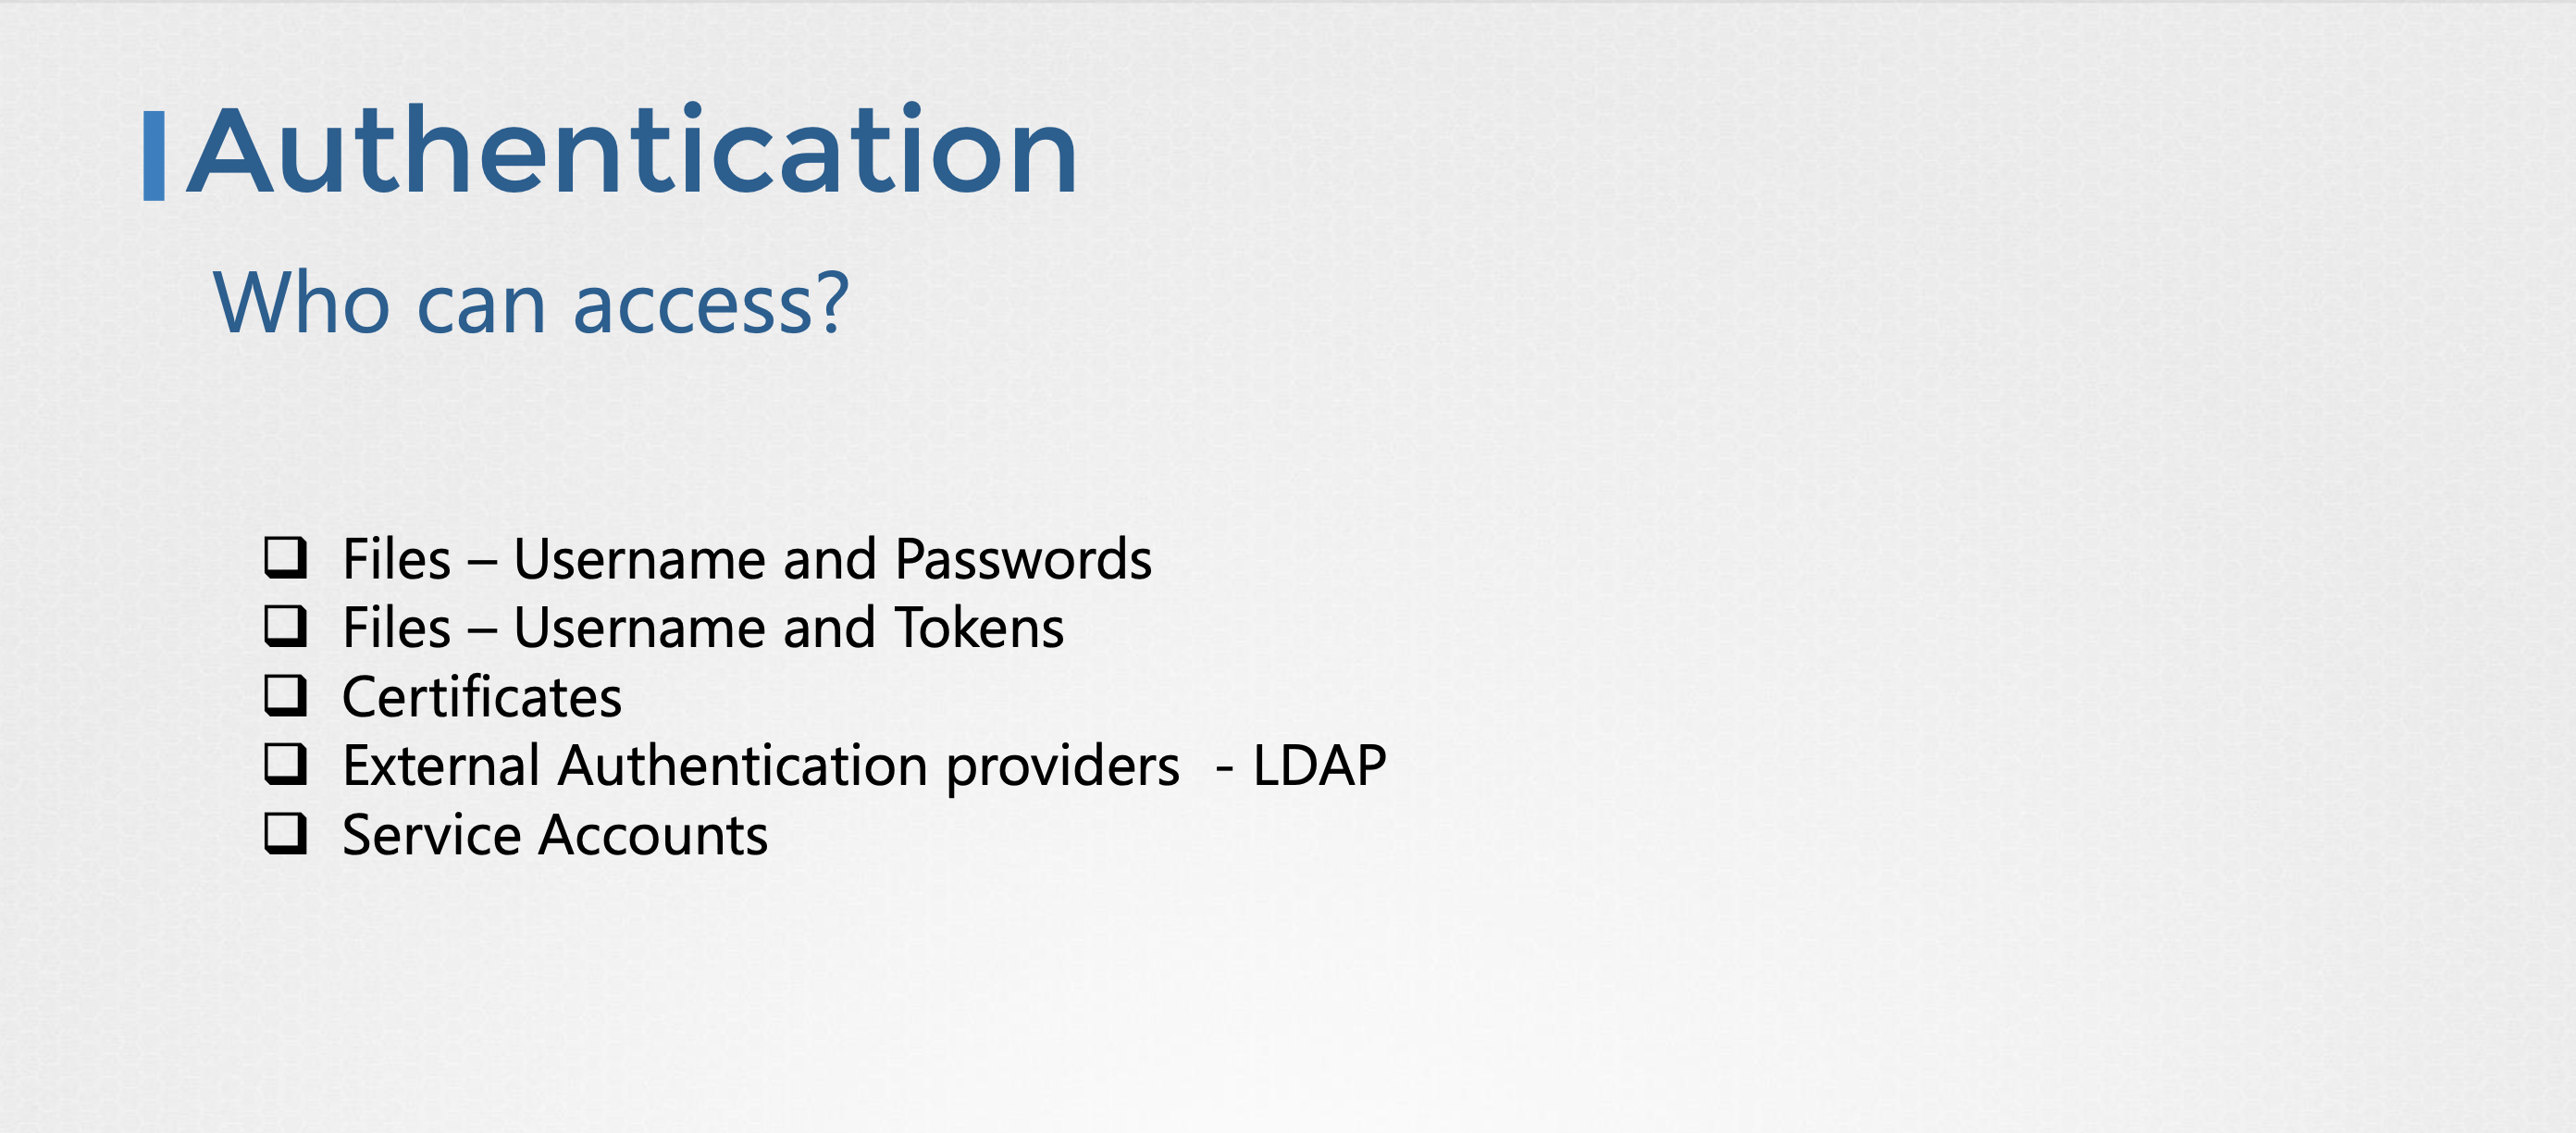 Authentication
Who can access?
❑ Files – Username and Passwords
❑ Files – Username and Tokens
❑ Certificates
❑ External Authentication providers  - LDAP
❑ Service Accounts